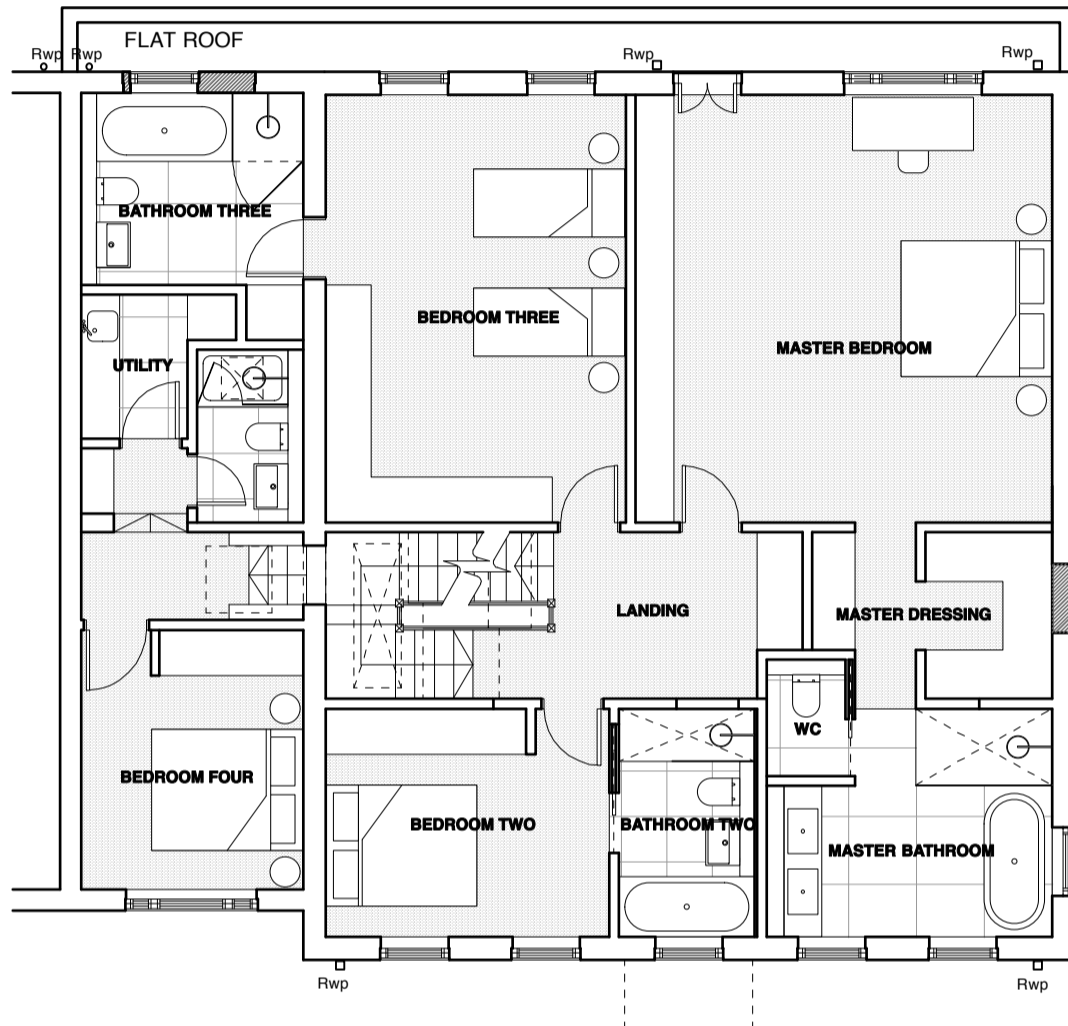 FLAT ROOF
Rwp Rwp Rwp Rwp
BATHROOM THREE
BEDROOM THREE
MASTER BEDROOM
UTILITY
LANDING
MASTER DRESSING
WC
BEDROOM FOUR
BEDROOM TWO
BATHROOM TWO
MASTER BATHROOM
Rwp Rwp